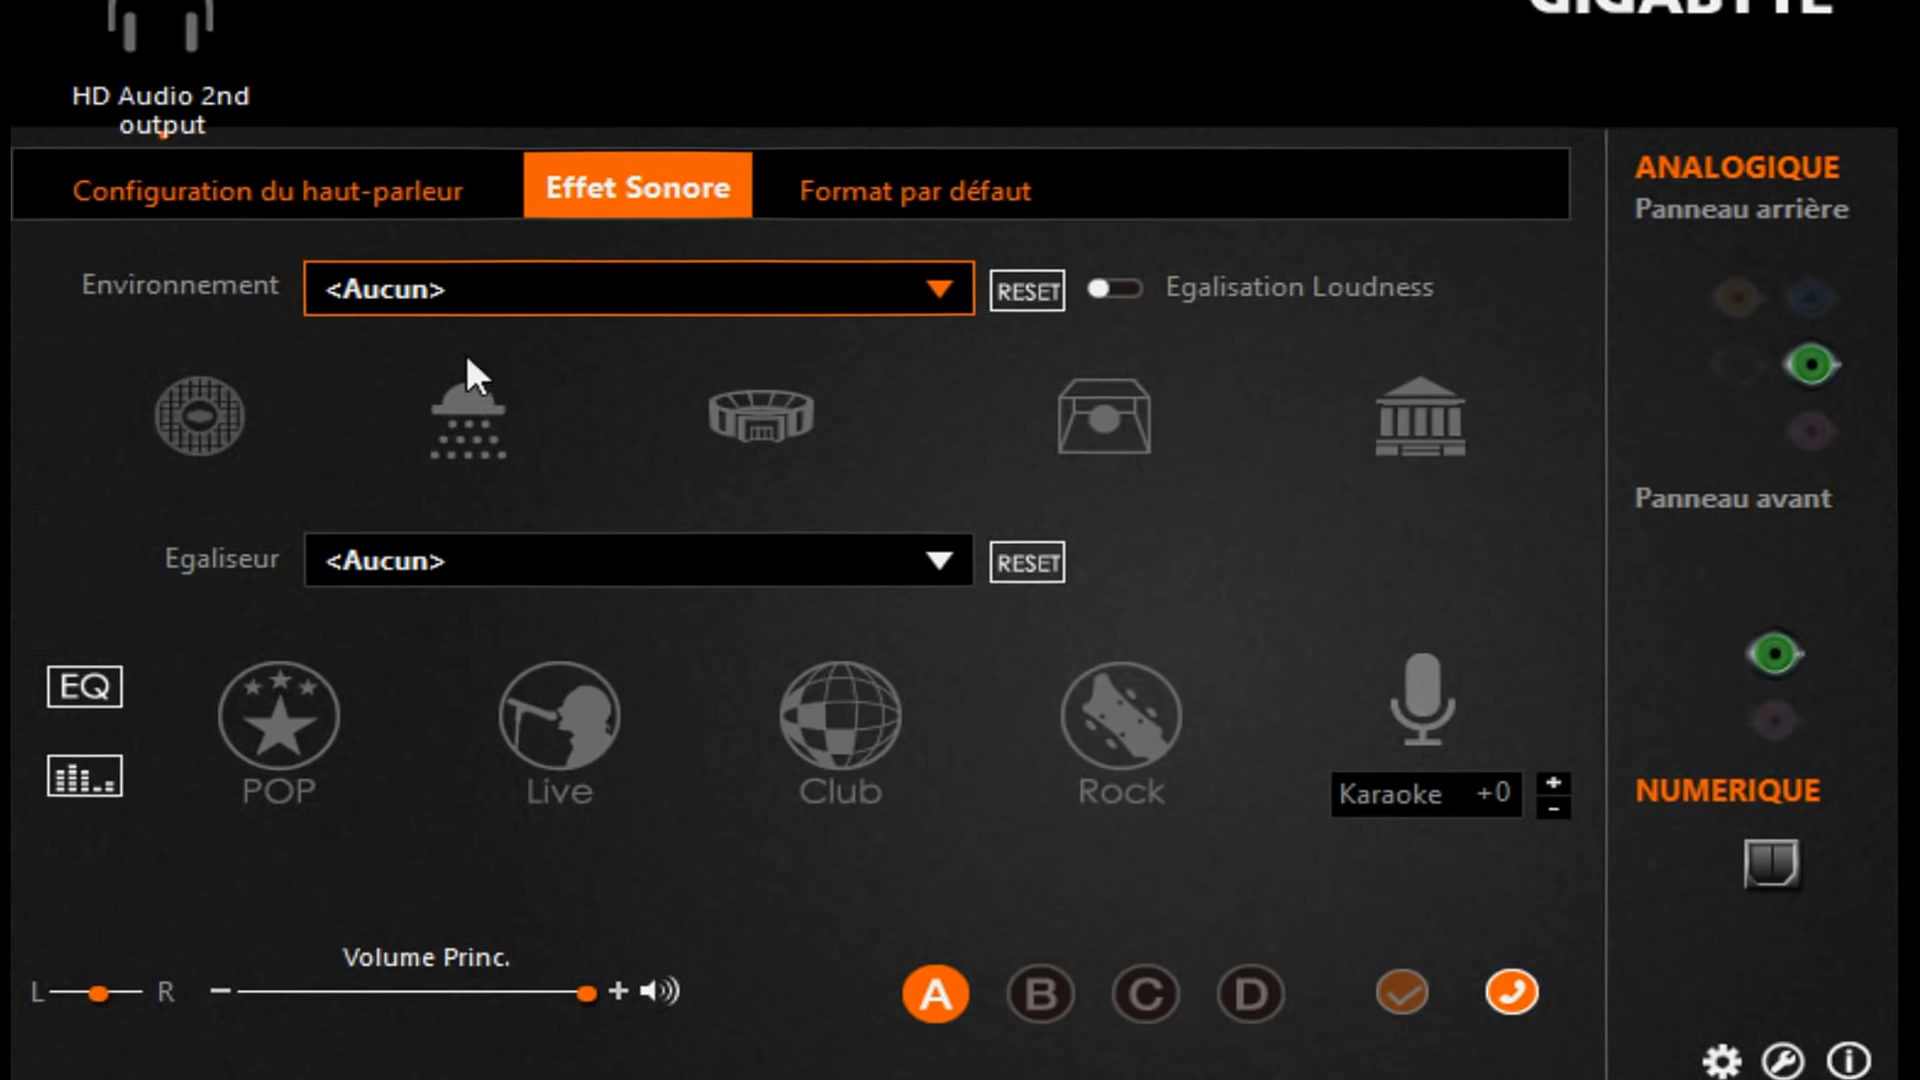 GIGABYTE
HD Audio 2nd
output
Configuration du haut-parleur
Effet Sonore
Format par défaut
Environnement
<Aucun>
RESET
Egalisation Loudness
Egaliseur
<Aucun>
RESET
EQ
POP
Live
Club
Rock
Karaoke +0
+
-
Volume Princ.
L
R
-
+
A
B
C
D
ANALOGIQUE
Panneau arrière
Panneau avant
NUMERIQUE